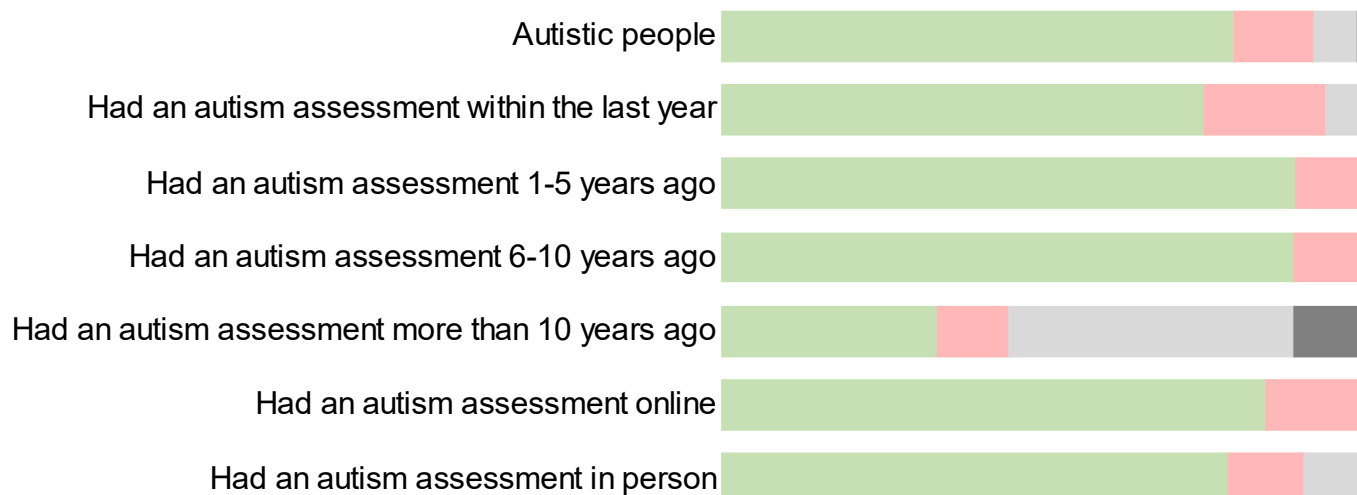 Autistic people
Had an autism assessment within the last year
Had an autism assessment 1-5 years ago
Had an autism assessment 6-10 years ago
Had an autism assessment more than 10 years ago
Had an autism assessment online
Had an autism assessment in person